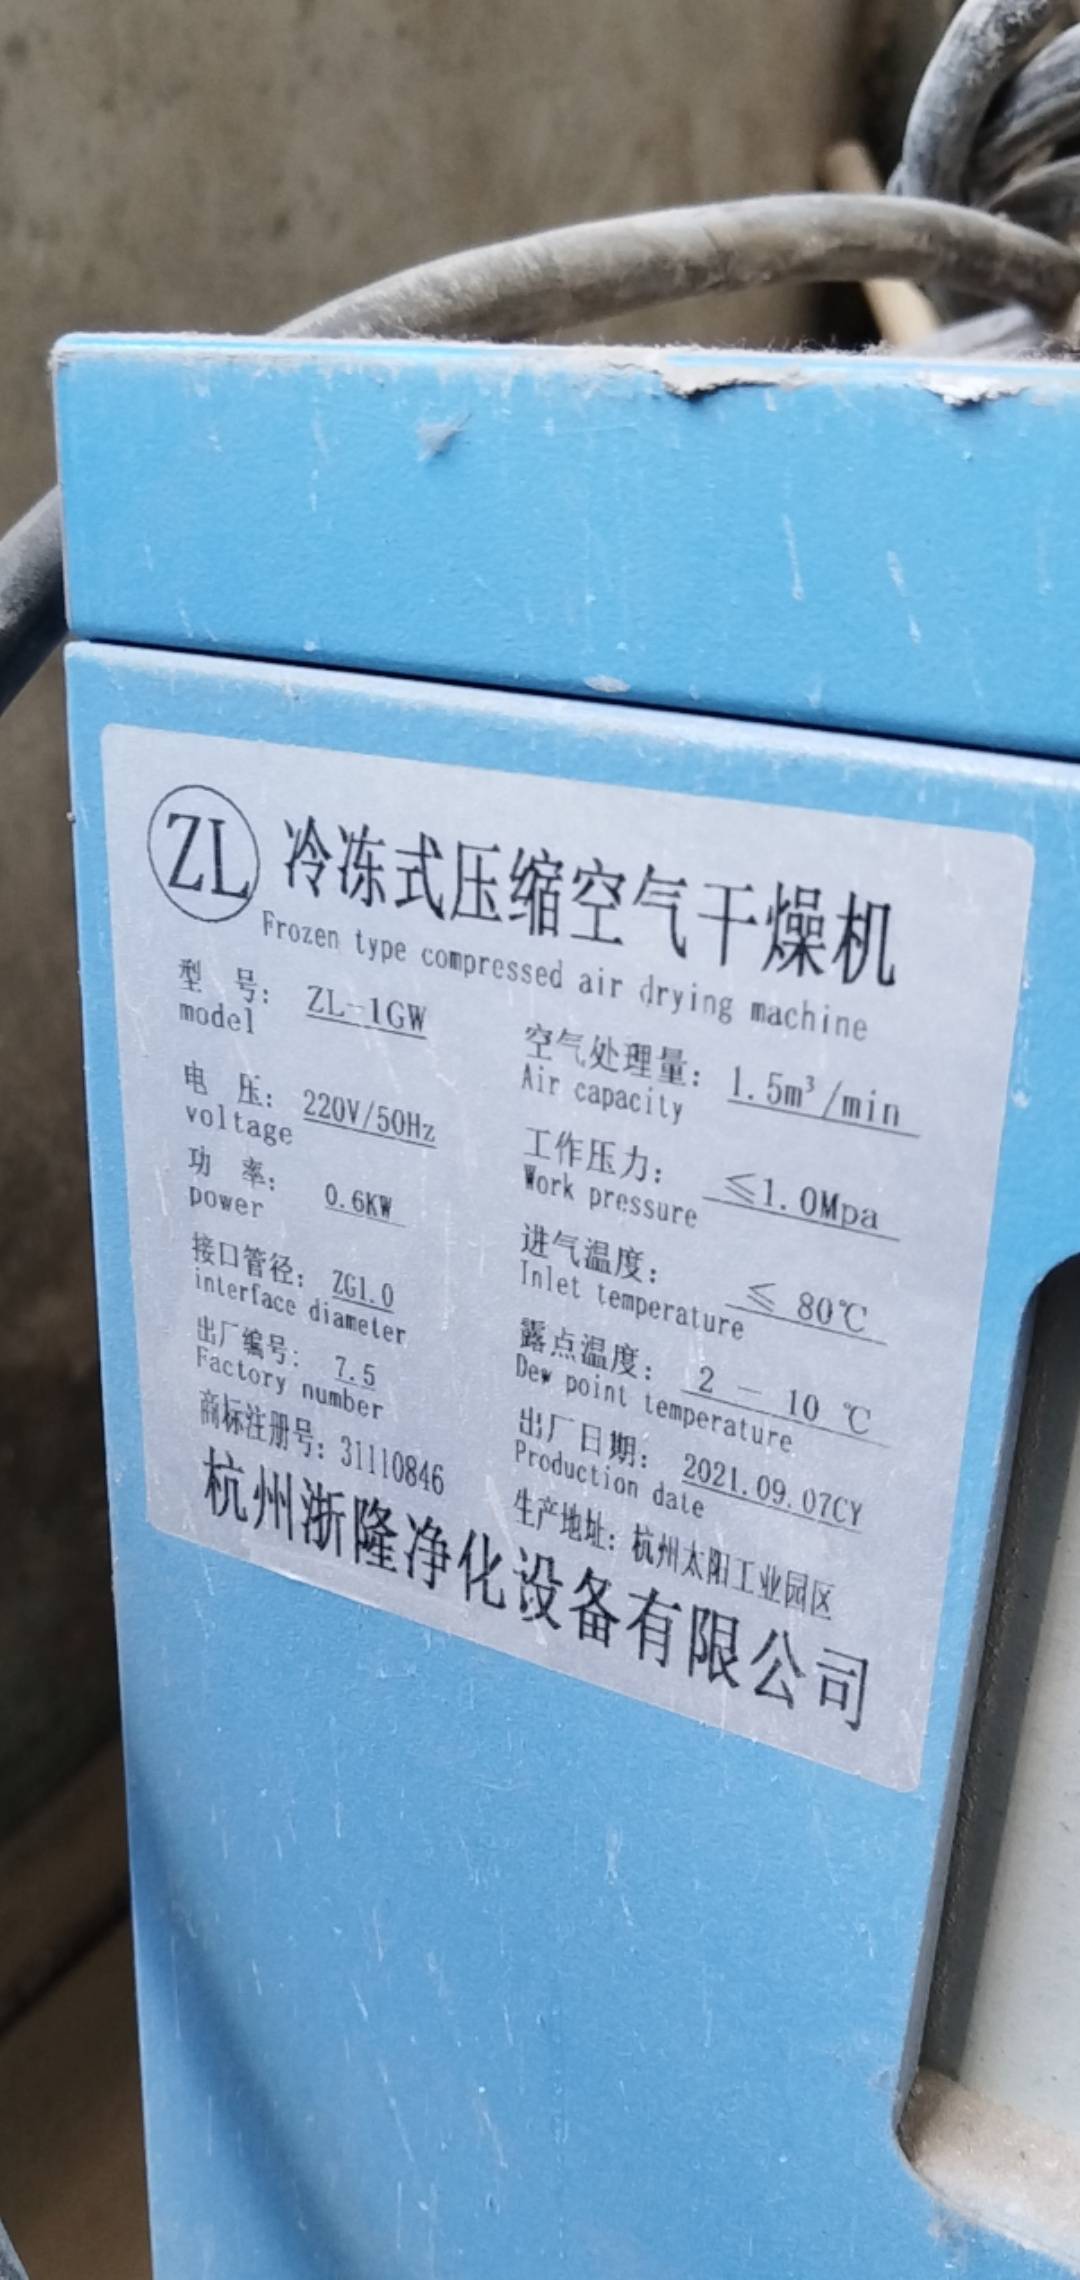 ZL 冷冻式压缩空气干燥机
Frozen type compressed air drying machine
型 号: ZL-1GW
model
空气处理量: 1.5m³/min
Air capacity
电 压: 220V/50Hz
voltage
工作压力: ≤1.0Mpa
Work pressure
功 率: 0.6KW
power
进气温度: ≤ 80℃
Inlet temperature
接口管径: ZG1.0
interface diameter
露点温度: 2 - 10 ℃
Dew point temperature
出厂编号: 7.5
Factory number
出厂日期: 2021.09.07CY
Production date
商标注册号: 31110846
生产地址: 杭州太阳工业园区
杭州浙隆净化设备有限公司